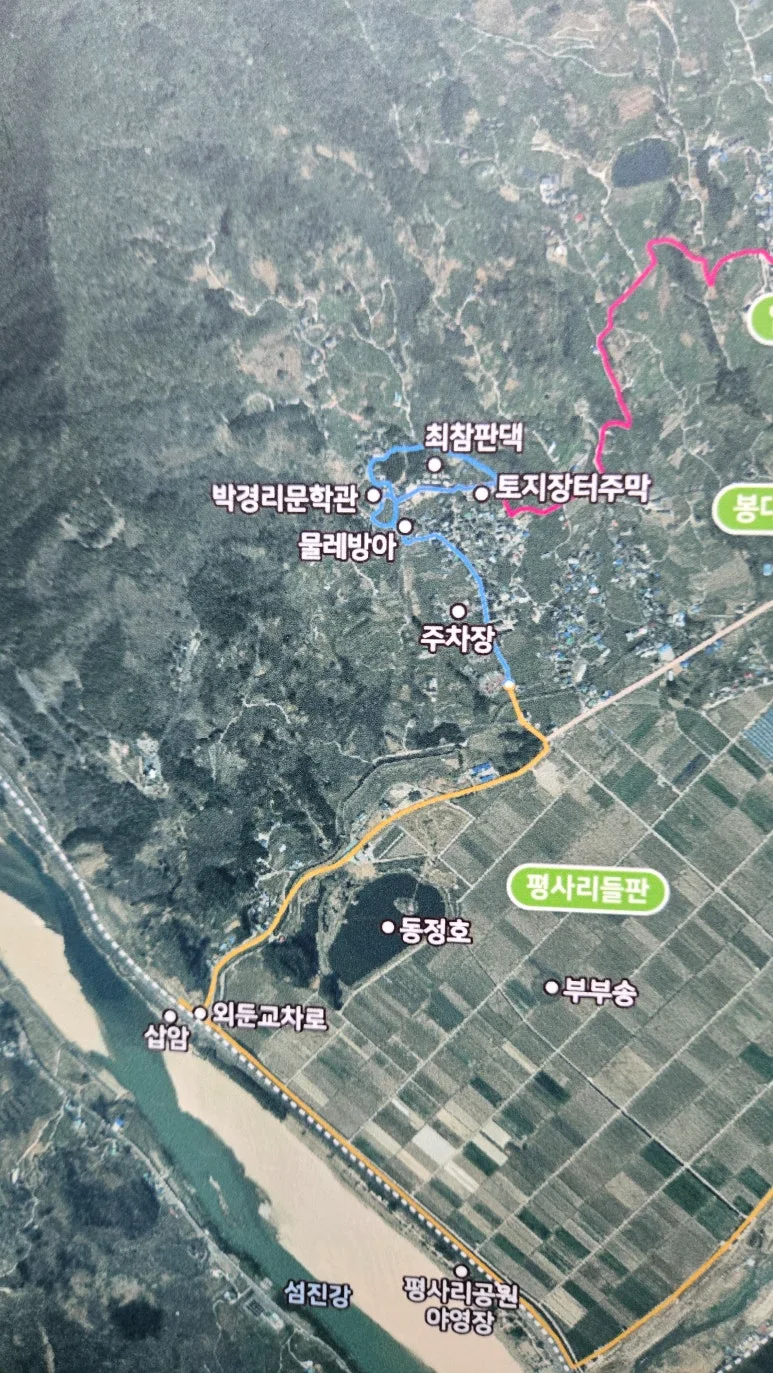 최참판댁
박경리문학관
토지장터주막
물레방아
주차장
평사리들판
동정호
부부송
외둔교차로
삽암
섬진강
평사리공원
야영장